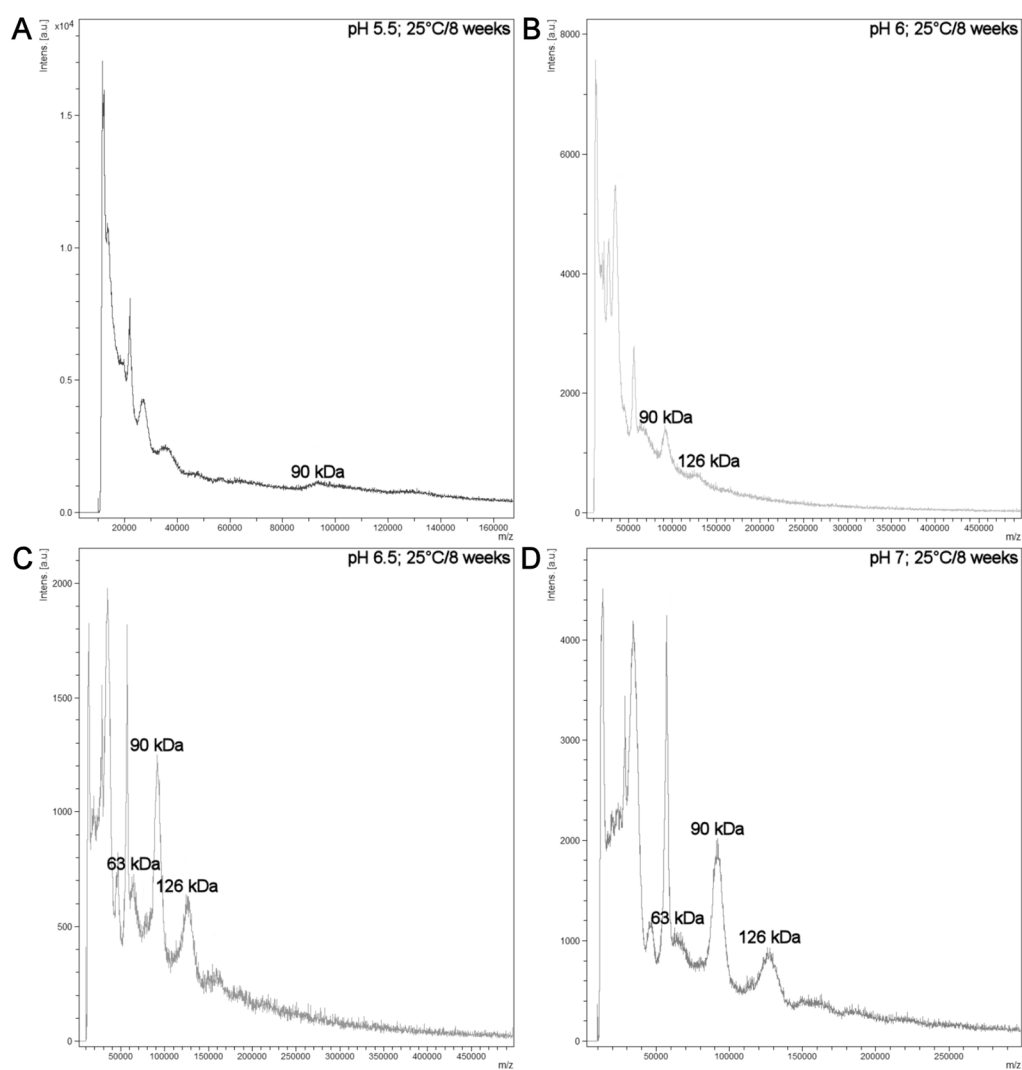 A
pH 5.5; 25°C/8 weeks
x10⁴
Intens. [a.u.]
1.5
1.0
0.5
0.0
90 kDa
20000 40000 60000 80000 100000 120000 140000 160000
m/z
B
pH 6; 25°C/8 weeks
Intens. [a.u.]
8000
6000
4000
2000
0
90 kDa
126 kDa
50000 100000 150000 200000 250000 300000 350000 400000 450000
m/z
C
pH 6.5; 25°C/8 weeks
Intens. [a.u.]
2000
1500
1000
500
0
90 kDa
63 kDa
126 kDa
50000 100000 150000 200000 250000 300000 350000 400000 450000
m/z
D
pH 7; 25°C/8 weeks
Intens. [a.u.]
4000
3000
2000
1000
0
90 kDa
63 kDa
126 kDa
50000 100000 150000 200000 250000
m/z